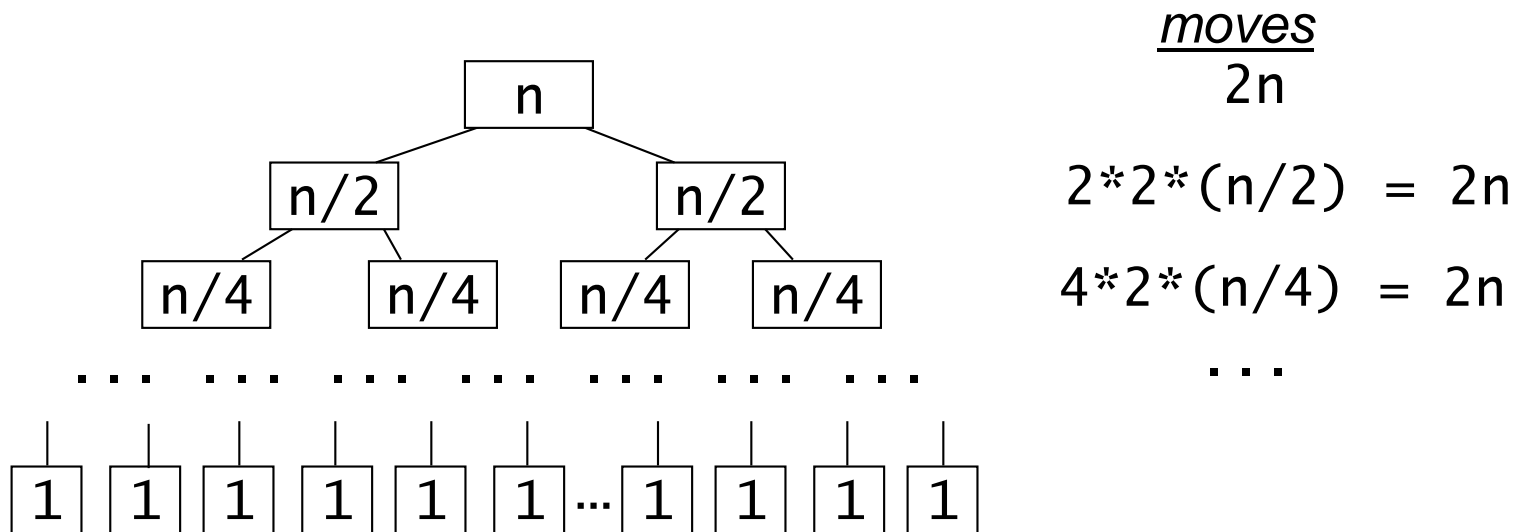 moves
n 2n
n/2 n/2 2*2*(n/2) = 2n
n/4 n/4 n/4 n/4 4*2*(n/4) = 2n
... ... ... ... ... ... ... ...
1 1 1 1 1 1 ... 1 1 1 1